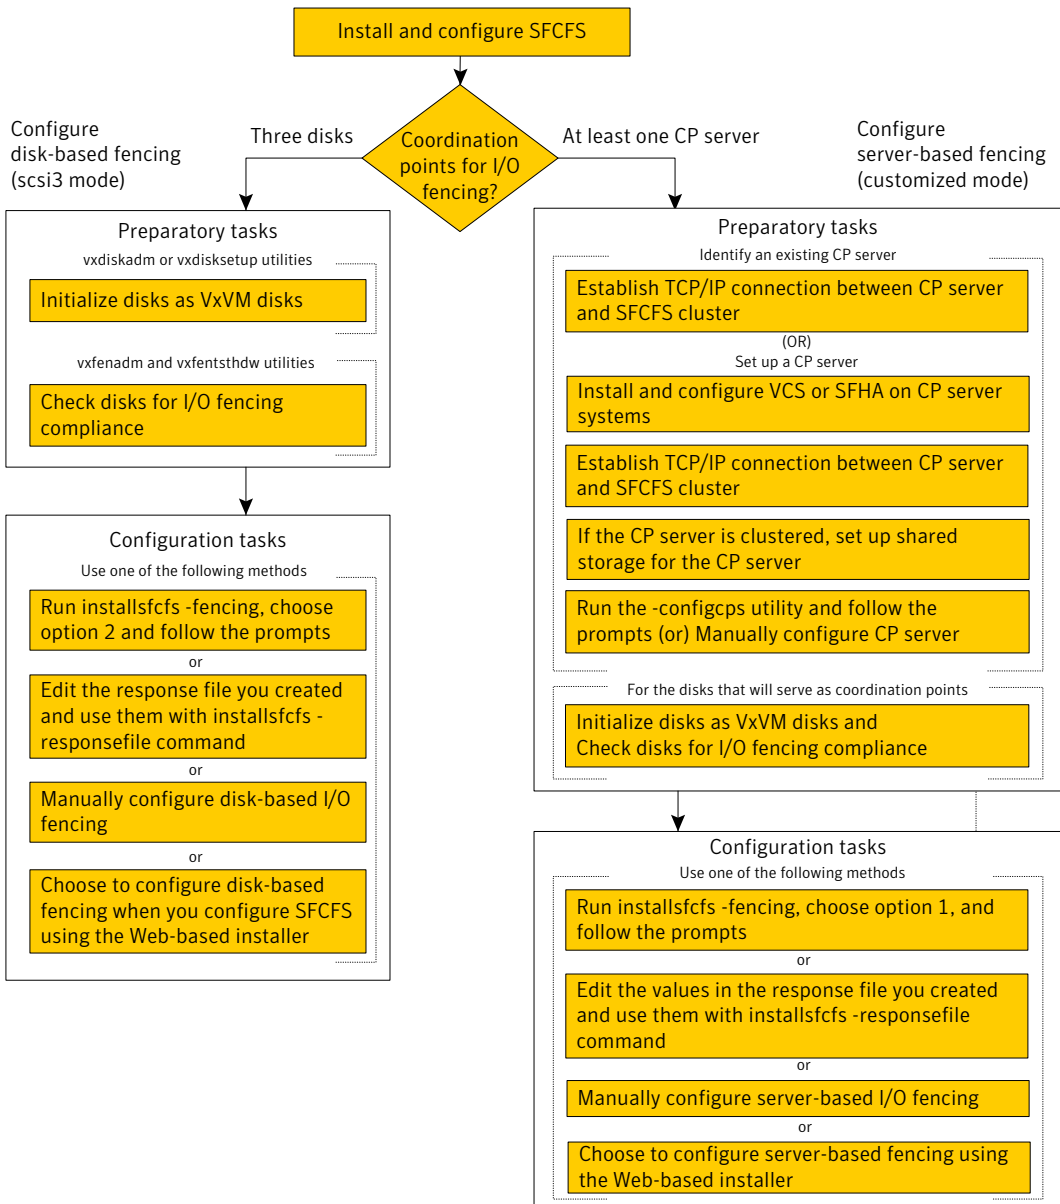 Install and configure SFCFS
Coordination
points for I/O
fencing?
Three disks
At least one CP server
Configure
disk-based fencing
(scsi3 mode)
Configure
server-based fencing
(customized mode)
Preparatory tasks
vxdiskadm or vxdisksetup utilities
Initialize disks as VxVM disks
vxfenadm and vxfentsthdw utilities
Check disks for I/O fencing
compliance
Configuration tasks
Use one of the following methods
Run installsfcfs -fencing, choose
option 2 and follow the prompts
or
Edit the response file you created
and use them with installsfcfs -
responsefile command
or
Manually configure disk-based I/O
fencing
or
Choose to configure disk-based
fencing when you configure SFCFS
using the Web-based installer
Preparatory tasks
Identify an existing CP server
Establish TCP/IP connection between CP server
and SFCFS cluster
(OR)
Set up a CP server
Install and configure VCS or SFHA on CP server
systems
Establish TCP/IP connection between CP server
and SFCFS cluster
If the CP server is clustered, set up shared
storage for the CP server
Run the -configcps utility and follow the
prompts (or) Manually configure CP server
For the disks that will serve as coordination points
Initialize disks as VxVM disks and
Check disks for I/O fencing compliance
Configuration tasks
Use one of the following methods
Run installsfcfs -fencing, choose option 1, and
follow the prompts
or
Edit the values in the response file you created
and use them with installsfcfs -responsefile
command
or
Manually configure server-based I/O fencing
or
Choose to configure server-based fencing using
the Web-based installer